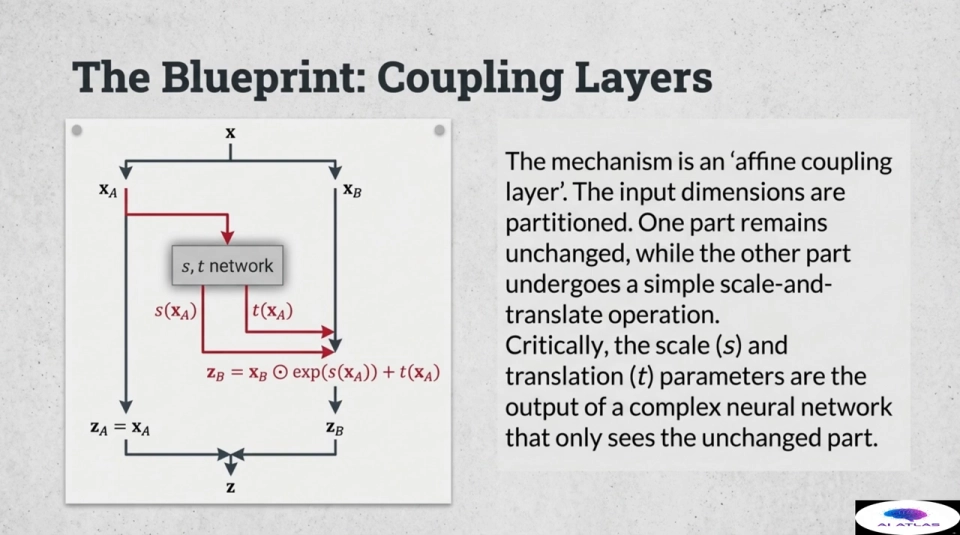 The Blueprint: Coupling Layers
x
x_A
x_B
s, t network
s(x_A)
t(x_A)
z_B = x_B ⊙ exp(s(x_A)) + t(x_A)
z_A = x_A
z_B
z
The mechanism is an ‘affine coupling
layer’. The input dimensions are
partitioned. One part remains
unchanged, while the other part
undergoes a simple scale-and-
translate operation.
Critically, the scale (s) and
translation (t) parameters are the
output of a complex neural network
that only sees the unchanged part.
AI ATLAS